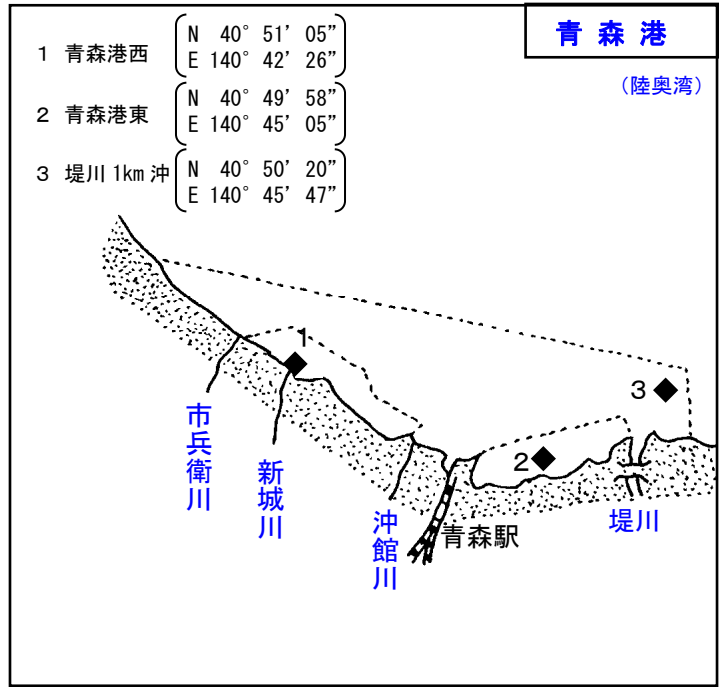 青森港
（陸奥湾）
1 青森港西
N 40° 51’ 05”
E 140° 42’ 26”
2 青森港東
N 40° 49’ 58”
E 140° 45’ 05”
3 堤川 1km 沖
N 40° 50’ 20”
E 140° 45’ 47”
1
3
2
市兵衛川
新城川
沖館川
青森駅
堤川